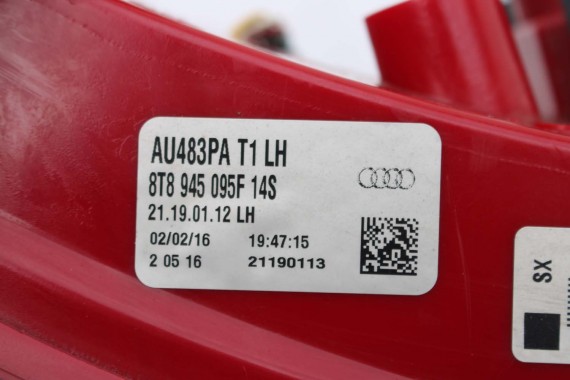 AU483PA T1 LH
8T8 945 095F 14S
21.19.01.12 LH
02/02/16 19:47:15
2 05 16 21190113
SX